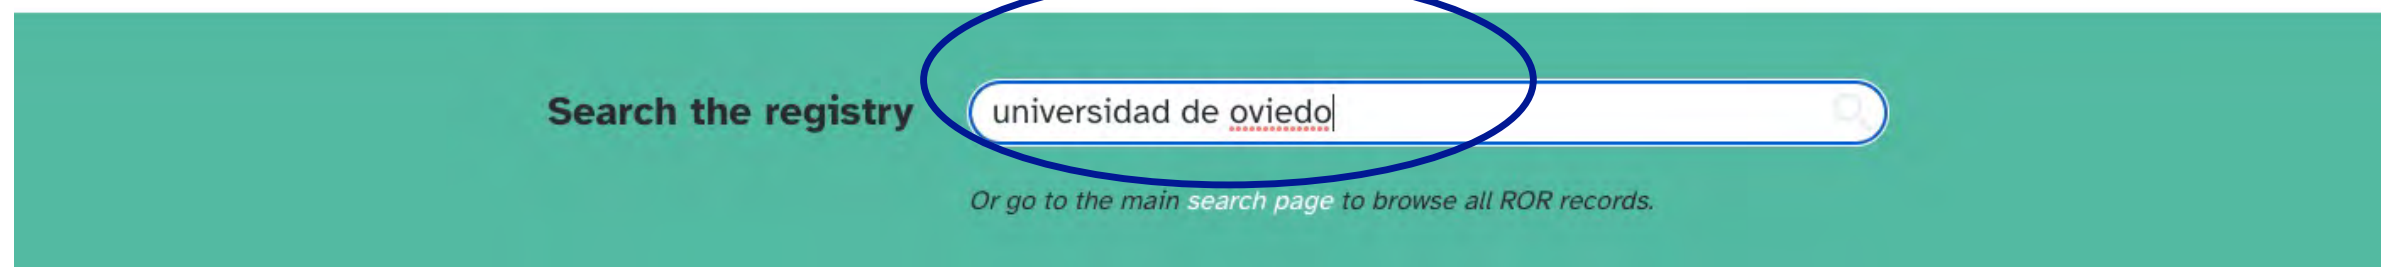 Search the registry universidad de oviedo
Or go to the main search page to browse all ROR records.